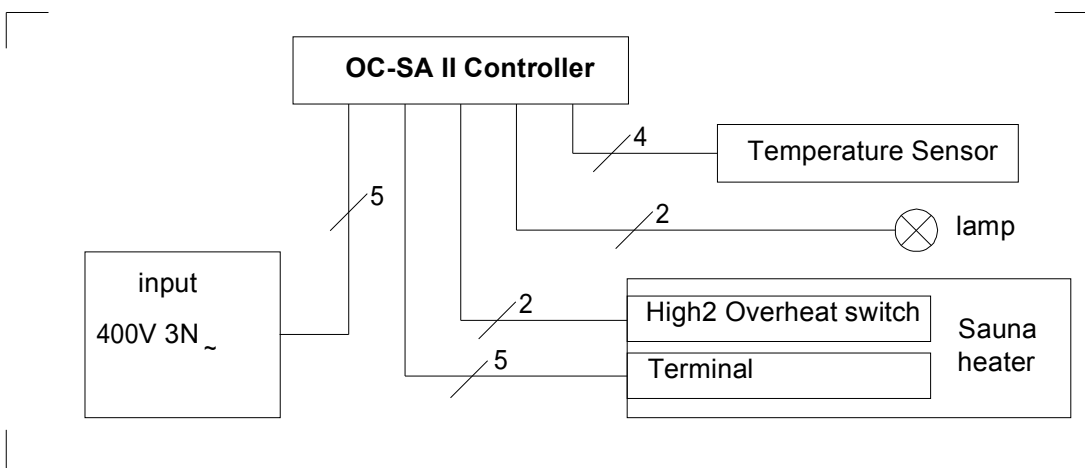 OC-SA II Controller
4
Temperature Sensor
5
2
lamp
input
400V 3N ~
2
High2 Overheat switch
Sauna
heater
5
Terminal